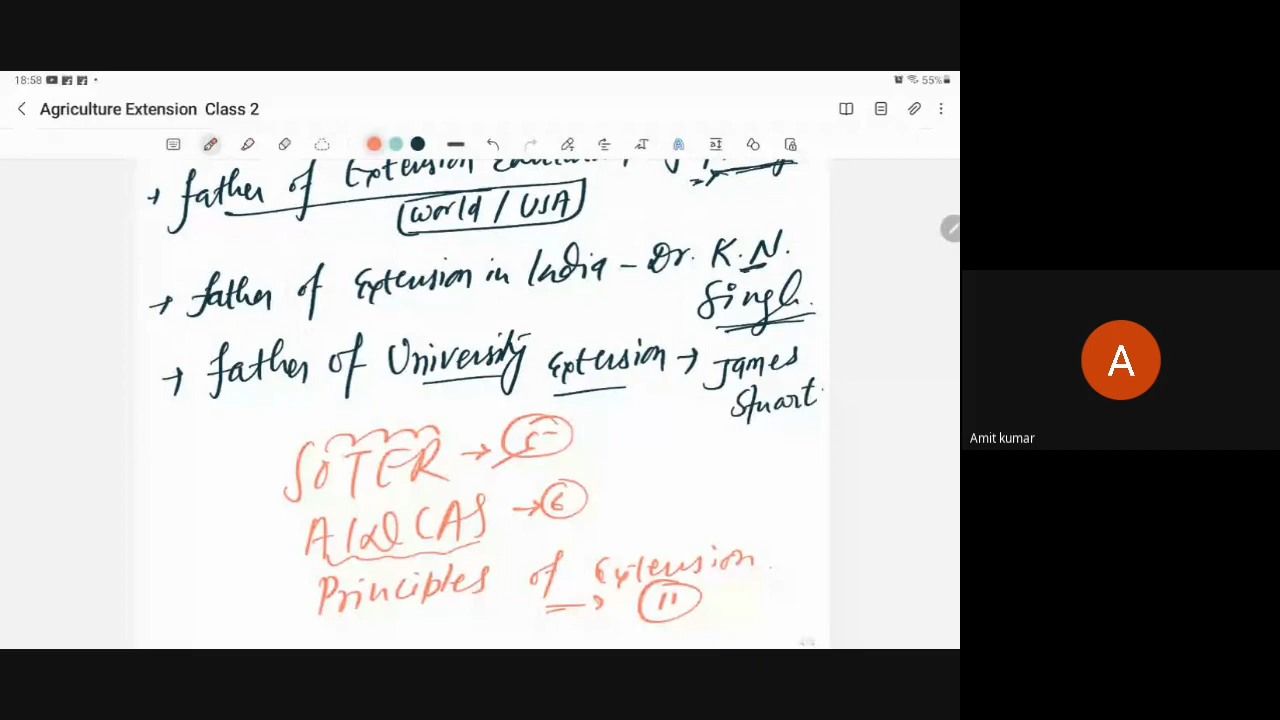 18:58
55%
Agriculture Extension Class 2
→ father of Extension
(World / USA)
→ father of Extension in India - Dr. K.N.
Singh.
→ father of University Extension → James
Stuart.
SOTER → 5
AIDCAS → 6
Principles of Extension.
→ 11
A
Amit kumar